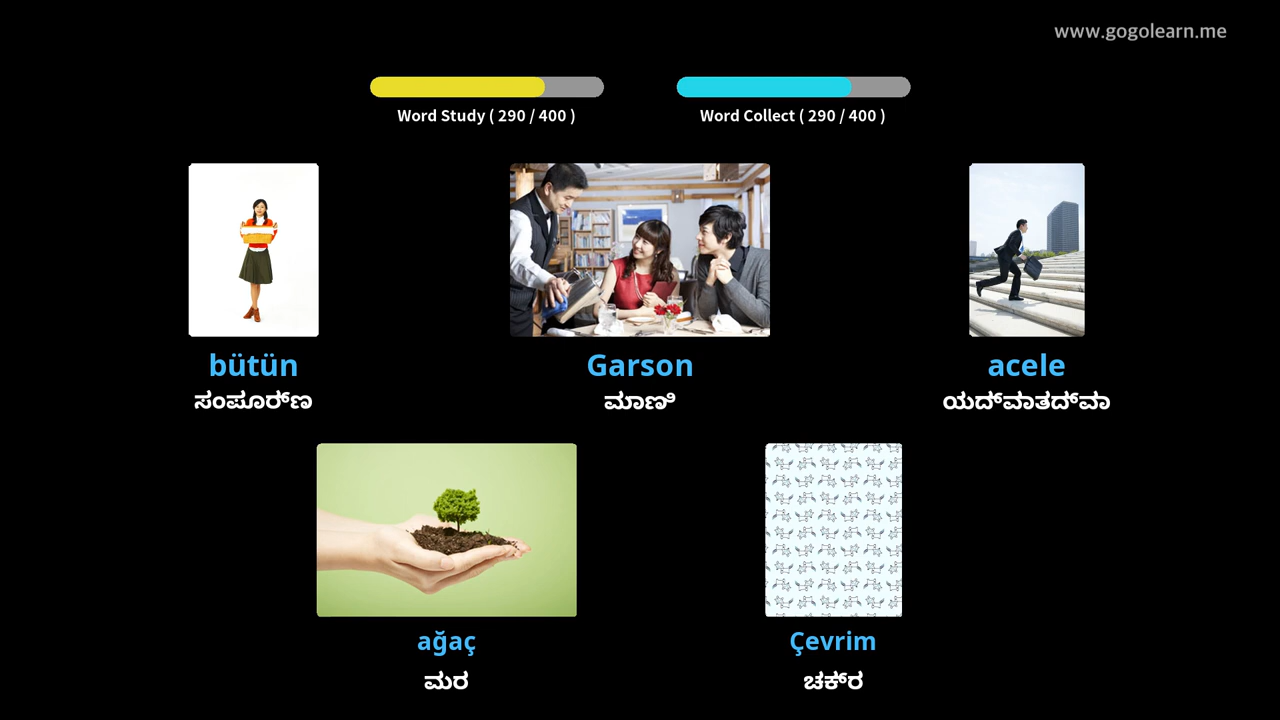 www.gogolearn.me
Word Study ( 290 / 400 )
Word Collect ( 290 / 400 )
bütün
Garson
acele
ಸಂಪೂರ್‌ಣ
ಮಾಣಿ
ಯದ್‌ವಾತದ್‌ವಾ
ağaç
Çevrim
ಮರ
ಚಕ್‌ರ